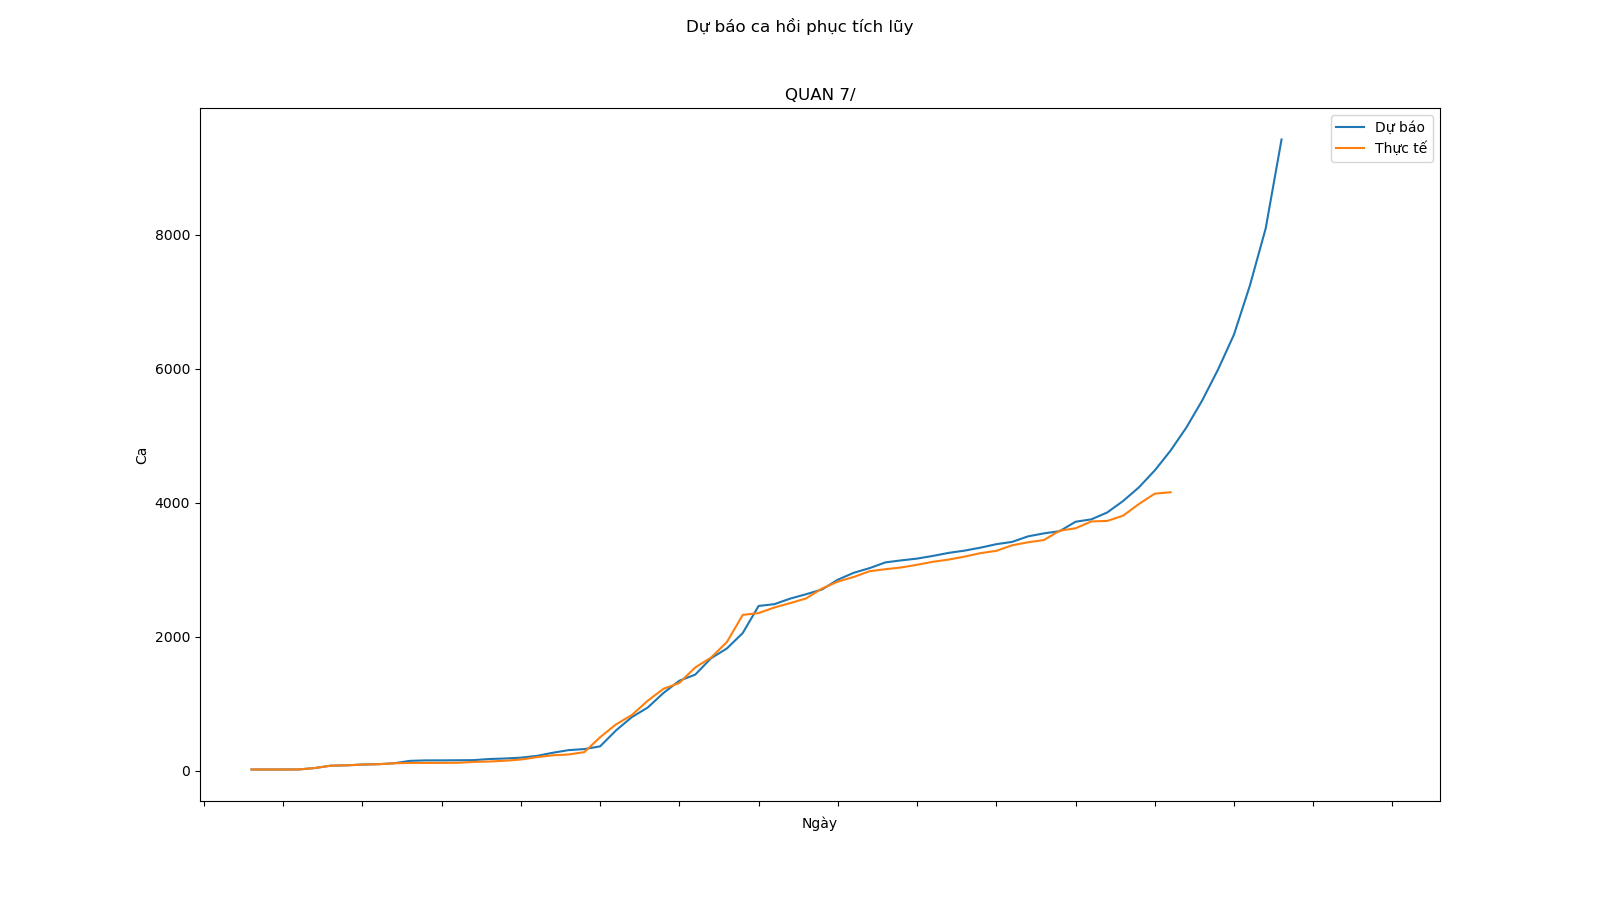 Dự báo ca hồi phục tích lũy
QUAN 7/
Dự báo
Thực tế
8000
6000
4000
2000
0
Ca
Ngày